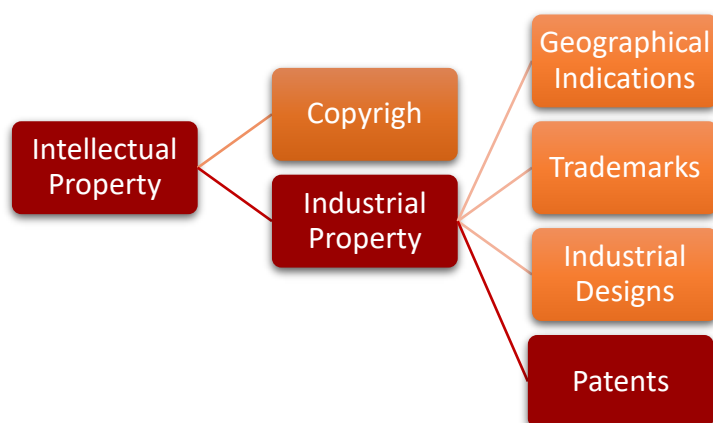 Intellectual
Property
Copyrigh
Industrial
Property
Geographical
Indications
Trademarks
Industrial
Designs
Patents